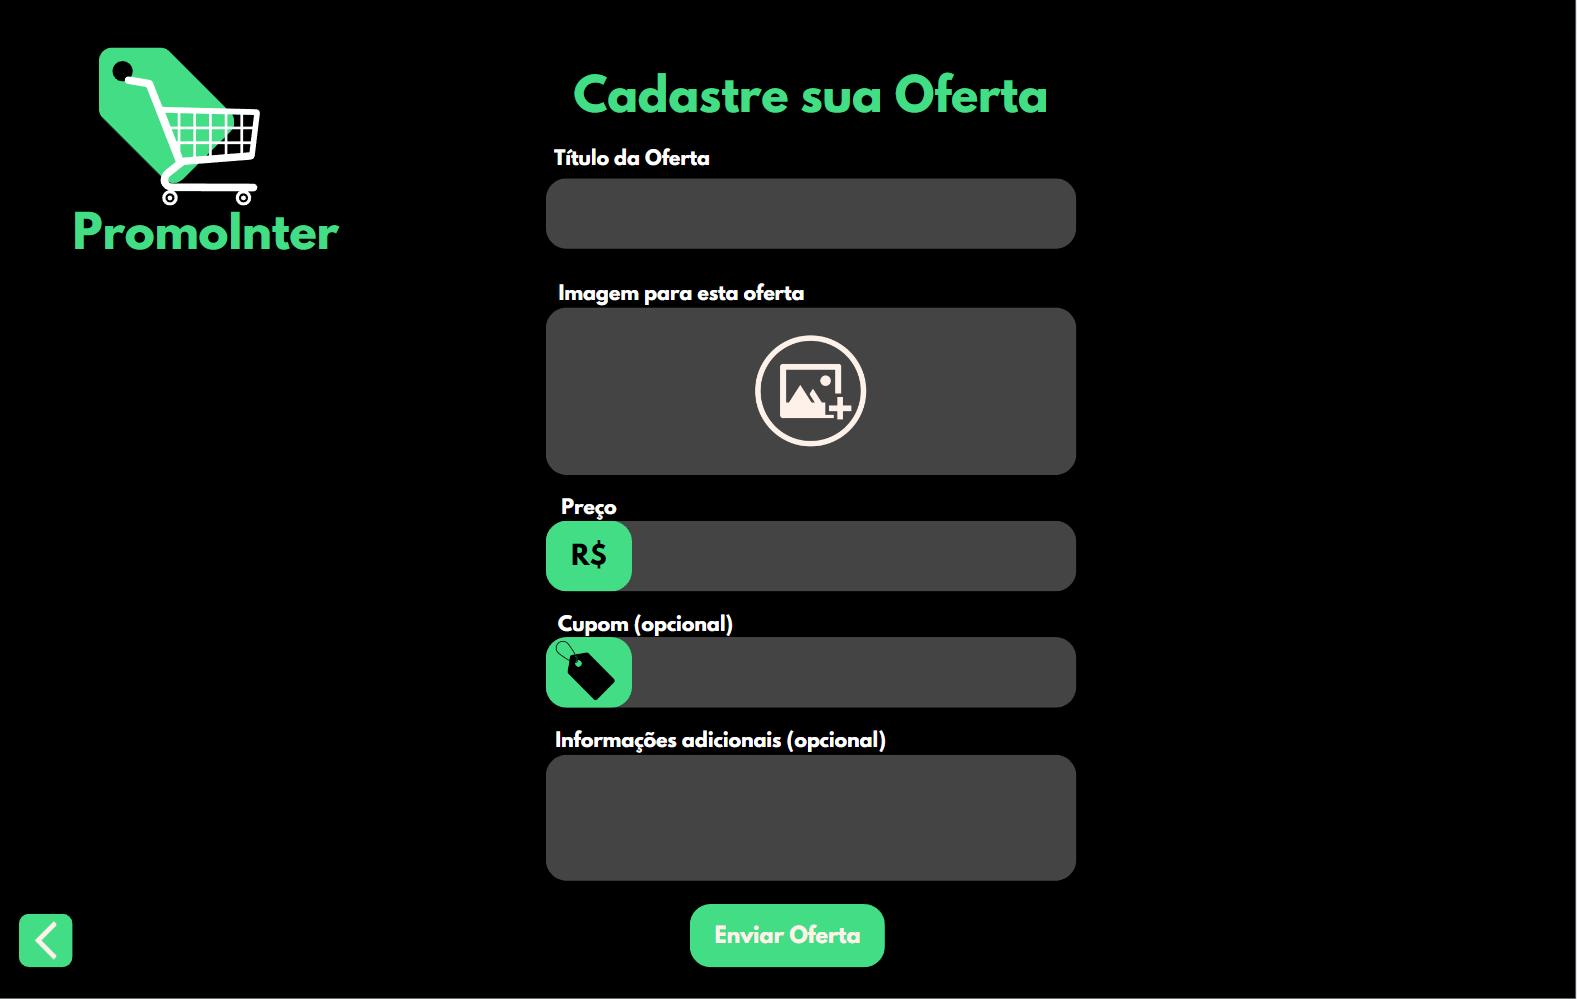 PromoInter
Cadastre sua Oferta
Título da Oferta
Imagem para esta oferta
Preço
R$
Cupom (opcional)
Informações adicionais (opcional)
Enviar Oferta